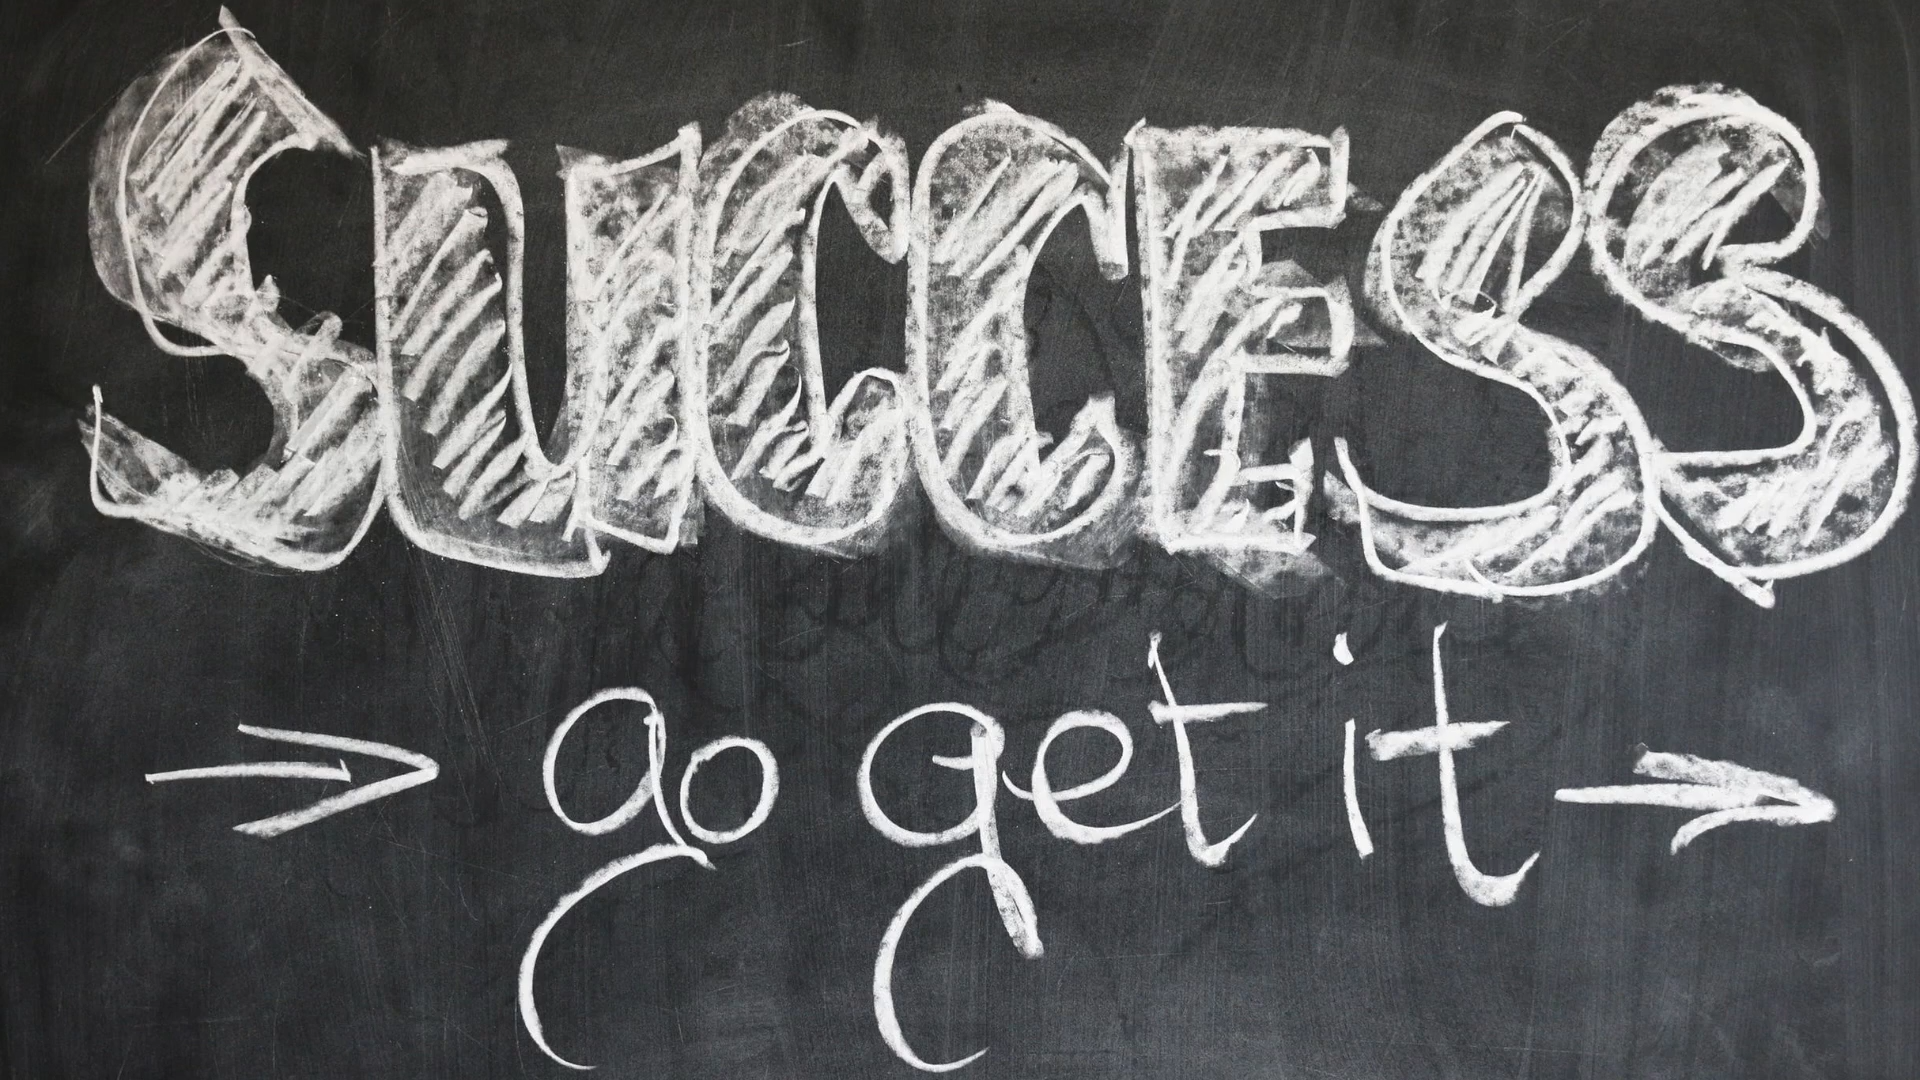 SUCCESS
→ go get it →